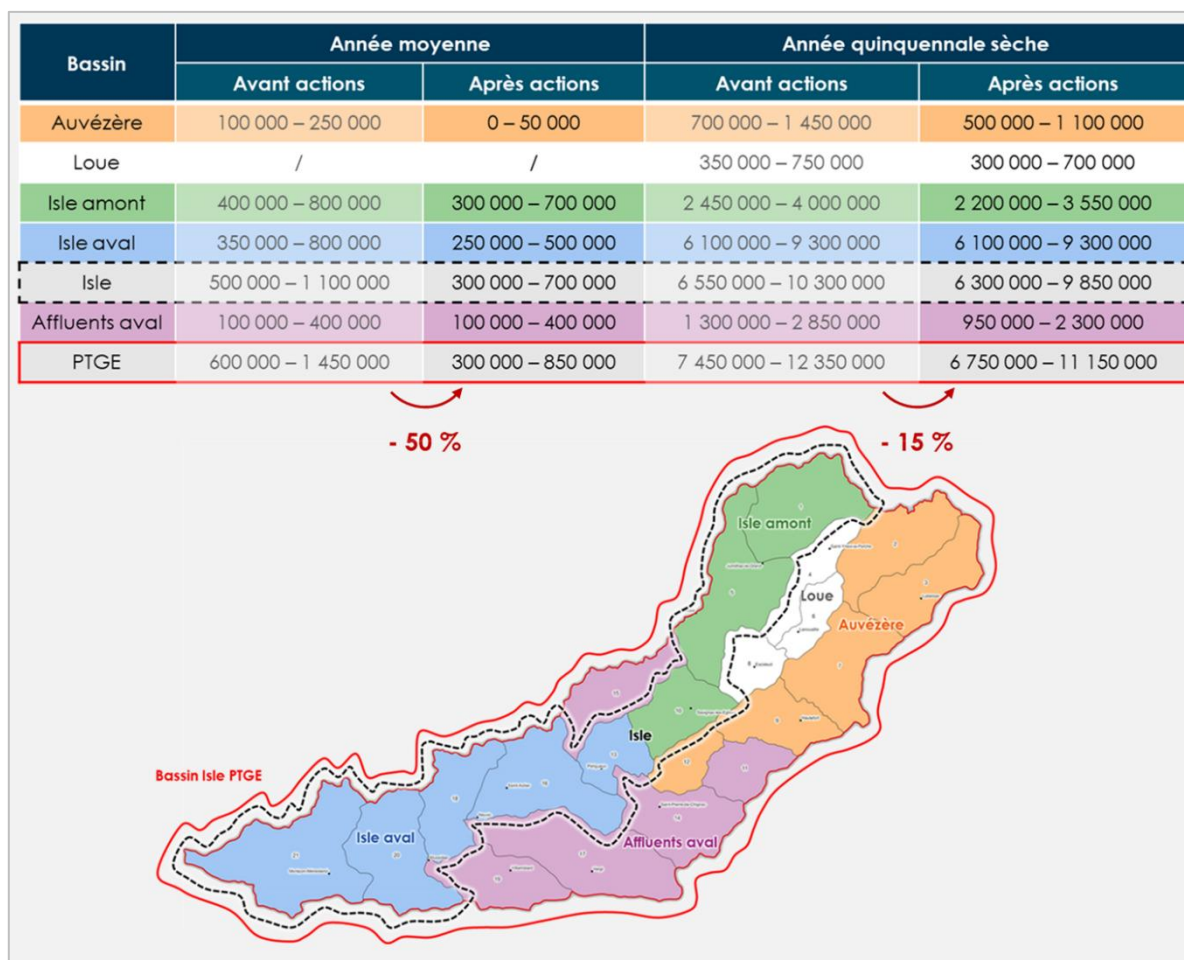 Bassin Année moyenne Année quinquennale sèche
Avant actions Après actions Avant actions Après actions
Auvézère 100 000 – 250 000 0 – 50 000 700 000 – 1 450 000 500 000 – 1 100 000
Loue / / 350 000 – 750 000 300 000 – 700 000
Isle amont 400 000 – 800 000 300 000 – 700 000 2 450 000 – 4 000 000 2 200 000 – 3 550 000
Isle aval 350 000 – 800 000 250 000 – 500 000 6 100 000 – 9 300 000 6 100 000 – 9 300 000
Isle 500 000 – 1 100 000 300 000 – 700 000 6 550 000 – 10 300 000 6 300 000 – 9 850 000
Affluents aval 100 000 – 400 000 100 000 – 400 000 1 300 000 – 2 850 000 950 000 – 2 300 000
PTGE 600 000 – 1 450 000 300 000 – 850 000 7 450 000 – 12 350 000 6 750 000 – 11 150 000
- 50 % - 15 %
Isle amont
Loue
Auvézère
Isle
Bassin Isle PTGE
Isle aval
Affluents aval